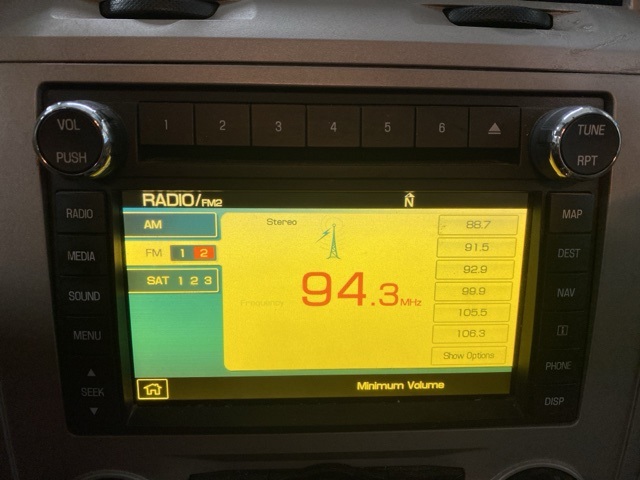 VOL
PUSH
1 2 3 4 5 6
TUNE
RPT
RADIO
MEDIA
SOUND
MENU
SEEK
RADIO/FM2
N
AM
FM 1 2
SAT 1 2 3
Stereo
Frequency
94.3 MHz
88.7
91.5
92.9
99.9
105.5
106.3
Show Options
Minimum Volume
MAP
DEST
NAV
PHONE
DISP